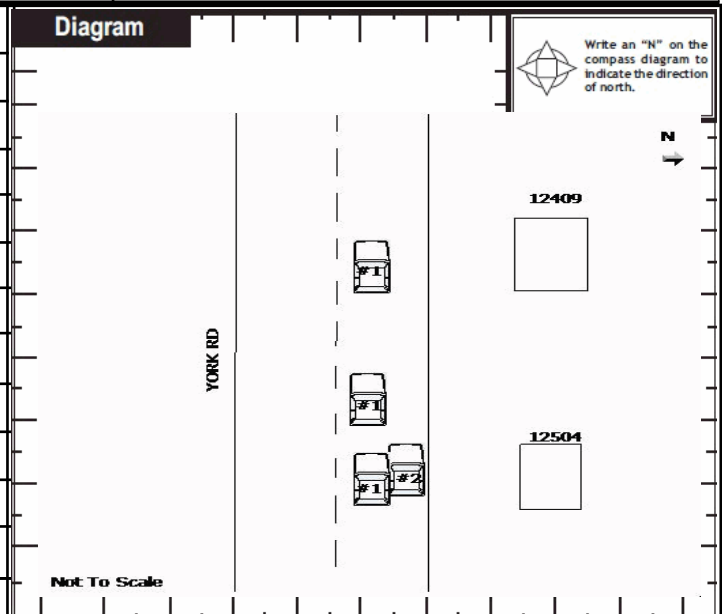 Diagram
Write an “N” on the
compass diagram to
indicate the direction
of north.
N
12409
#1
YORK RD
#1
12504
#1
#2
Not To Scale